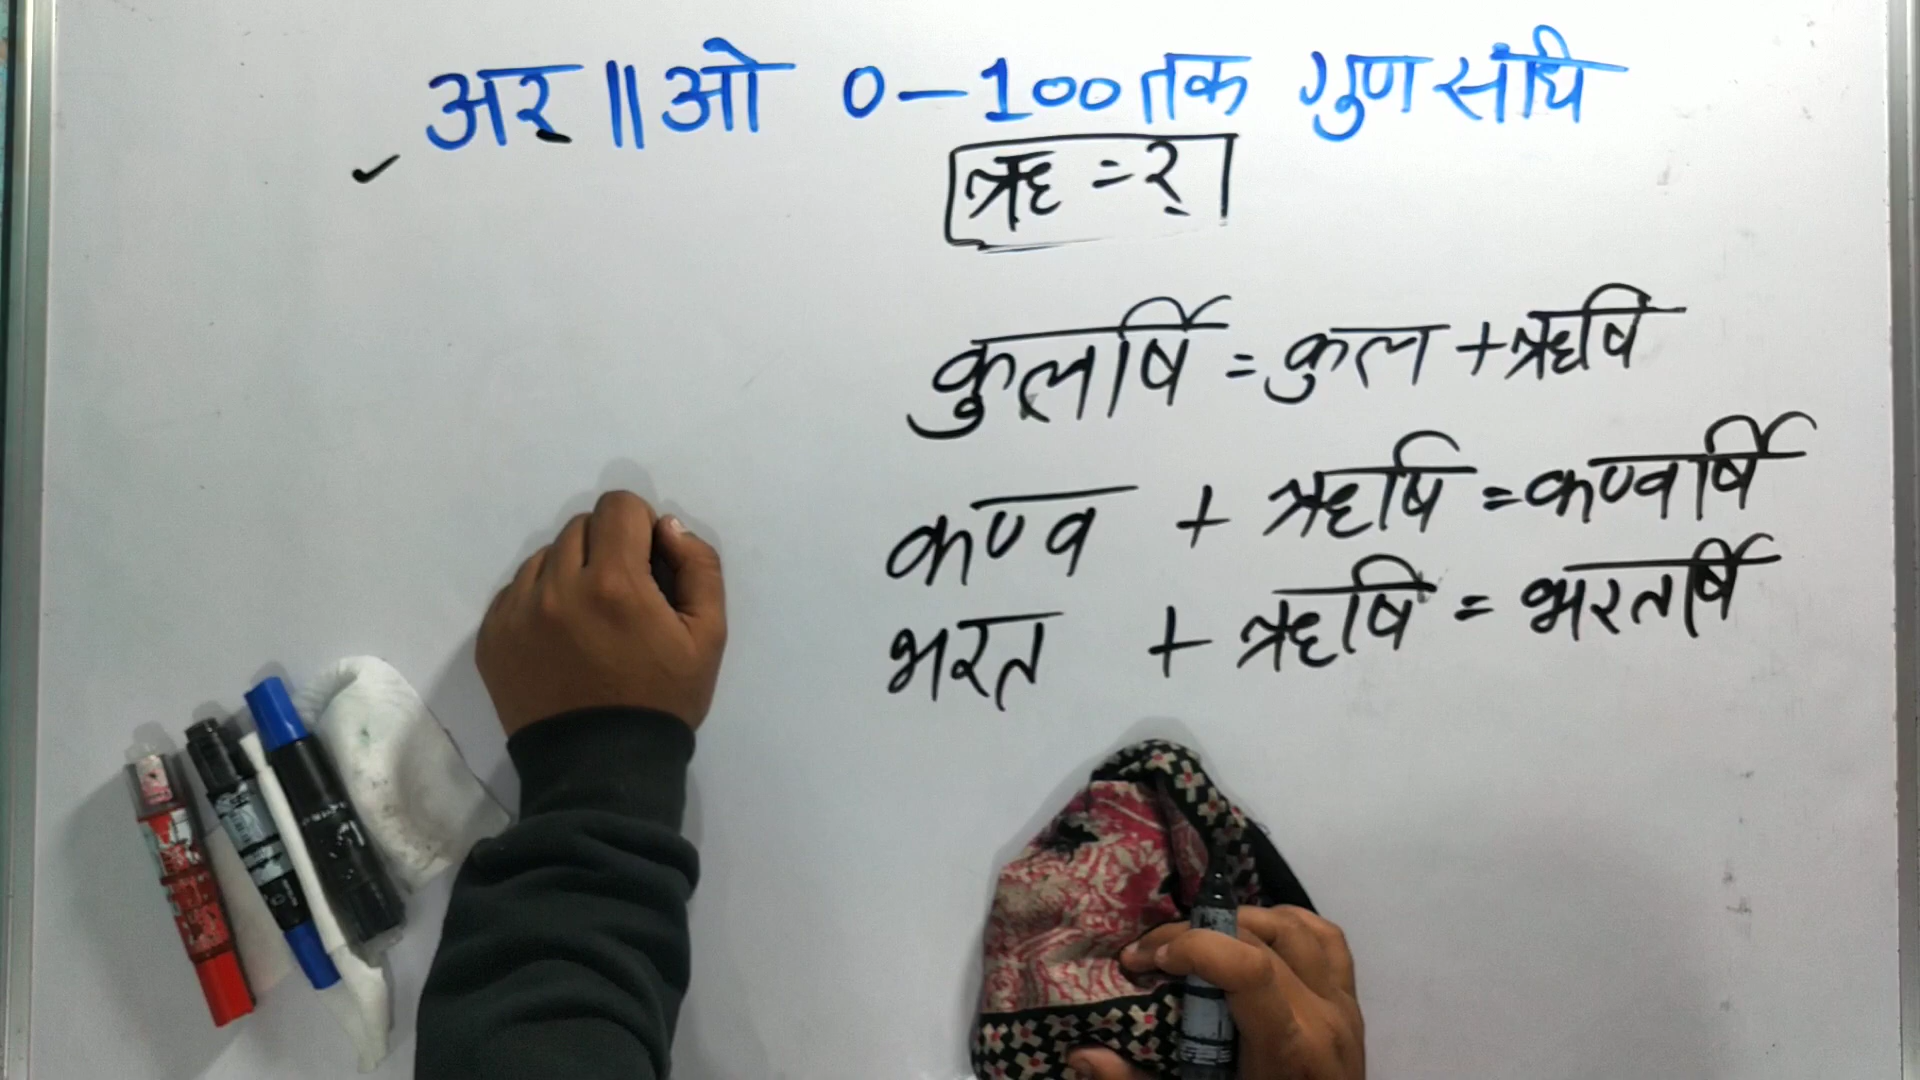 अर् || ओ 0-100 तक गुण संधि
ऋ = र्
कुलर्षि = कुल + ऋषि
कण्व + ऋषि = कण्वर्षि
भरत + ऋषि = भरतर्षि